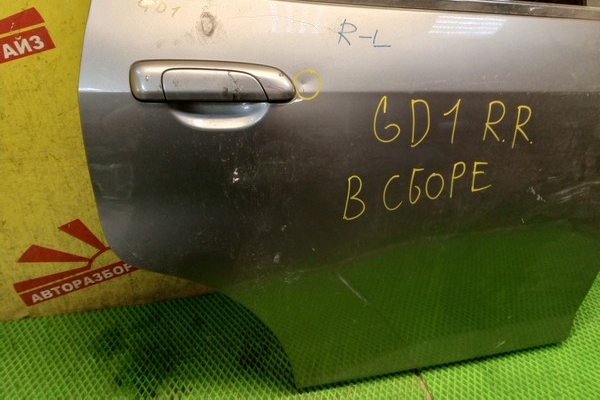 GD1
R-L
АЙЗ
GD1 R.R.
В СБОРЕ
АВТОРАЗБОР